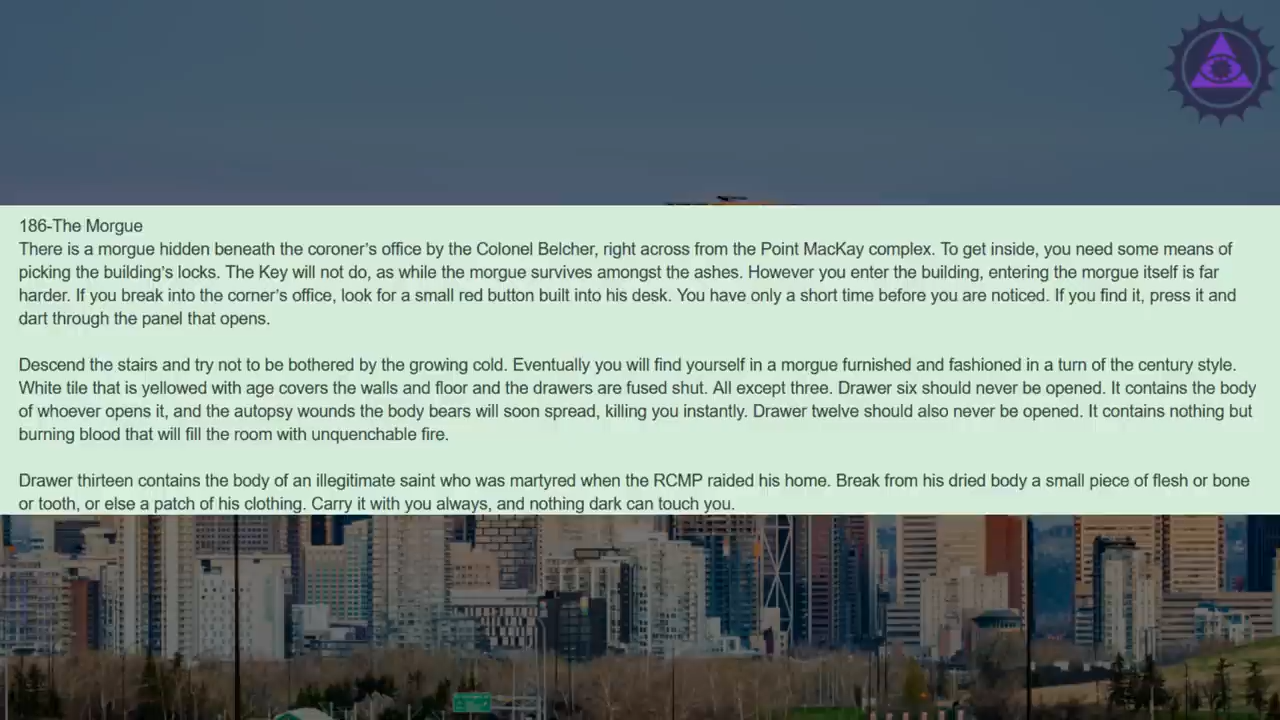 186-The Morgue
There is a morgue hidden beneath the coroner's office by the Colonel Belcher, right across from the Point MacKay complex. To get inside, you need some means of
picking the building's locks. The Key will not do, as while the morgue survives amongst the ashes. However you enter the building, entering the morgue itself is far
harder. If you break into the corner's office, look for a small red button built into his desk. You have only a short time before you are noticed. If you find it, press it and
dart through the panel that opens.
Descend the stairs and try not to be bothered by the growing cold. Eventually you will find yourself in a morgue furnished and fashioned in a turn of the century style.
White tile that is yellowed with age covers the walls and floor and the drawers are fused shut. All except three. Drawer six should never be opened. It contains the body
of whoever opens it, and the autopsy wounds the body bears will soon spread, killing you instantly. Drawer twelve should also never be opened. It contains nothing but
burning blood that will fill the room with unquenchable fire.
Drawer thirteen contains the body of an illegitimate saint who was martyred when the RCMP raided his home. Break from his dried body a small piece of flesh or bone
or tooth, or else a patch of his clothing. Carry it with you always, and nothing dark can touch you.